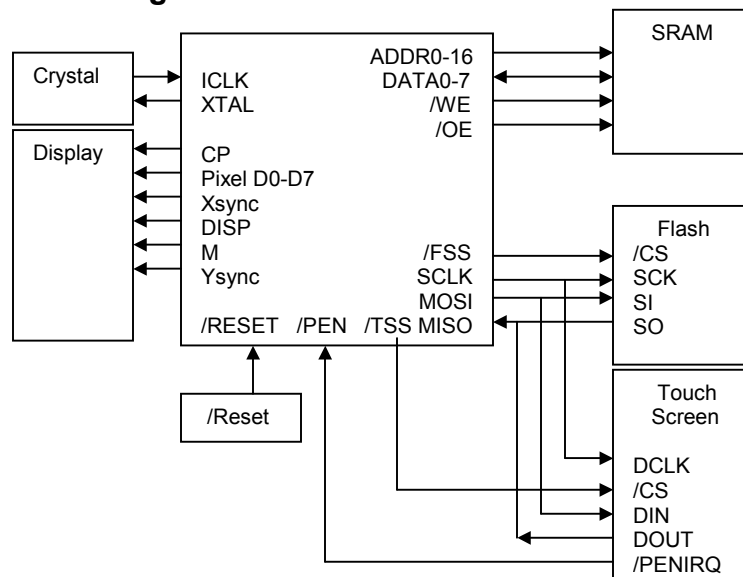 Crystal
ICLK
XTAL
Display
CP
Pixel D0-D7
Xsync
DISP
M
Ysync
/RESET /PEN /TSS MISO
ADDR0-16
DATA0-7
/WE
/OE
/FSS
SCLK
MOSI
SRAM
Flash
/CS
SCK
SI
SO
/Reset
Touch
Screen
DCLK
/CS
DIN
DOUT
/PENIRQ